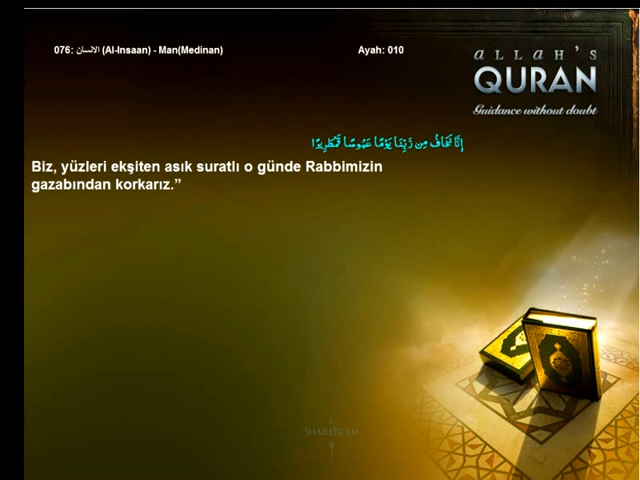 076: الانسان (Al-Insaan) - Man(Medinan) Ayah: 010
ALLAH'S
QURAN
Guidance without doubt
إِنَّا نَخَافُ مِن رَّبِّنَا يَوْمًا عَبُوسًا قَمْطَرِيرًا
Biz, yüzleri ekşiten asık suratlı o günde Rabbimizin
gazabından korkarız.”
SHAREISLAM